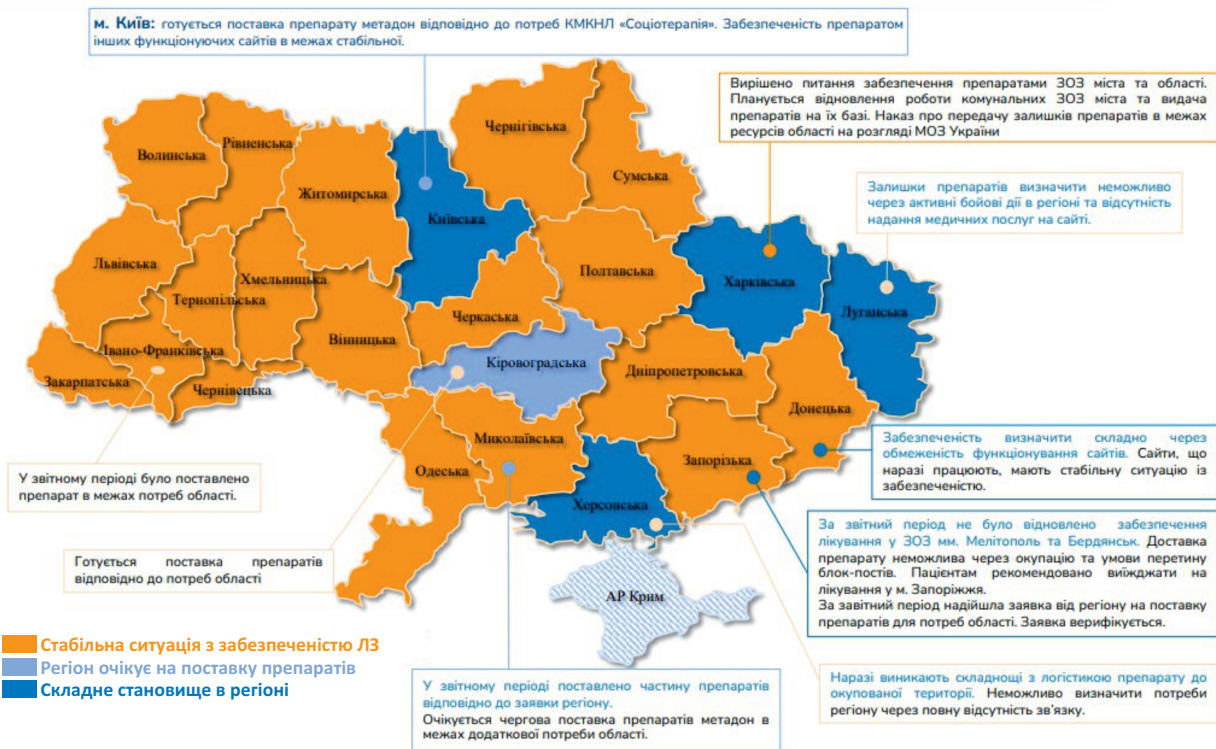 м. Київ: готується поставка препарату метадон відповідно до потреб КМКНЛ «Соціотерапія». Забезпеченість препаратом
інших функціонуючих сайтів в межах стабільної.
Вирішено питання забезпечення препаратами ЗОЗ міста та області.
Планується відновлення роботи комунальних ЗОЗ міста та видача
препаратів на їх базі. Наказ про передачу залишків препаратів в межах
ресурсів області на розгляді МОЗ України
Залишки препаратів визначити неможливо
через активні бойові дії в регіоні та відсутність
надання медичних послуг на сайті.
Волинська
Рівненська
Житомирська
Київська
Чернігівська
Сумська
Львівська
Тернопільська
Хмельницька
Вінницька
Черкаська
Полтавська
Харківська
Луганська
Івано-Франківська
Закарпатська
Чернівецька
Кіровоградська
Дніпропетровська
Донецька
Миколаївська
Одеська
Запорізька
Херсонська
АР Крим
У звітному періоді було поставлено
препарат в межах потреб області.
Готується поставка препаратів
відповідно до потреб області
Забезпеченість визначити складно через
обмеженість функціонування сайтів. Сайти, що
наразі працюють, мають стабільну ситуацію із
забезпеченістю.
За звітний період не було відновлено забезпечення
лікування у ЗОЗ мм. Мелітополь та Бердянськ. Доставка
препарату неможлива через окупацію та умови перетину
блок-постів. Пацієнтам рекомендовано виїжджати на
лікування у м. Запоріжжя.
За завітний період надійшла заявка від регіону на поставку
препаратів для потреб області. Заявка верифікується.
Стабільна ситуація з забезпеченістю ЛЗ
Регіон очікує на поставку препаратів
Складне становище в регіоні
У звітному періоді поставлено частину препаратів
відповідно до заявки регіону.
Очікується чергова поставка препаратів метадон в
межах додаткової потреби області.
Наразі виникають складнощі з логістикою препарату до
окупованої території. Неможливо визначити потреби
регіону через повну відсутність зв’язку.